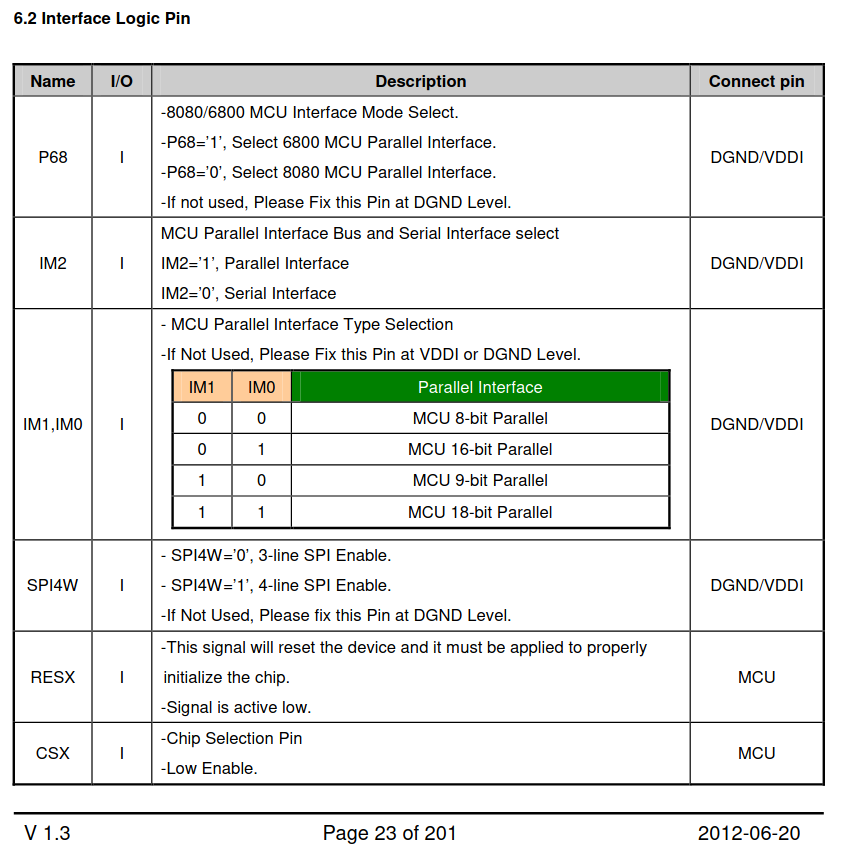 6.2 Interface Logic Pin
Name I/O Description Connect pin
P68 I DGND/VDDI
-8080/6800 MCU Interface Mode Select.
-P68=’1’, Select 6800 MCU Parallel Interface.
-P68=’0’, Select 8080 MCU Parallel Interface.
-If not used, Please Fix this Pin at DGND Level.
IM2 I DGND/VDDI
MCU Parallel Interface Bus and Serial Interface select
IM2=’1’, Parallel Interface
IM2=’0’, Serial Interface
IM1,IM0 I DGND/VDDI
- MCU Parallel Interface Type Selection
-If Not Used, Please Fix this Pin at VDDI or DGND Level.
IM1 IM0 Parallel Interface
0 0 MCU 8-bit Parallel
0 1 MCU 16-bit Parallel
1 0 MCU 9-bit Parallel
1 1 MCU 18-bit Parallel
SPI4W I DGND/VDDI
- SPI4W=’0’, 3-line SPI Enable.
- SPI4W=’1’, 4-line SPI Enable.
-If Not Used, Please fix this Pin at DGND Level.
RESX I MCU
-This signal will reset the device and it must be applied to properly
initialize the chip.
-Signal is active low.
CSX I MCU
-Chip Selection Pin
-Low Enable.
V 1.3 Page 23 of 201 2012-06-20